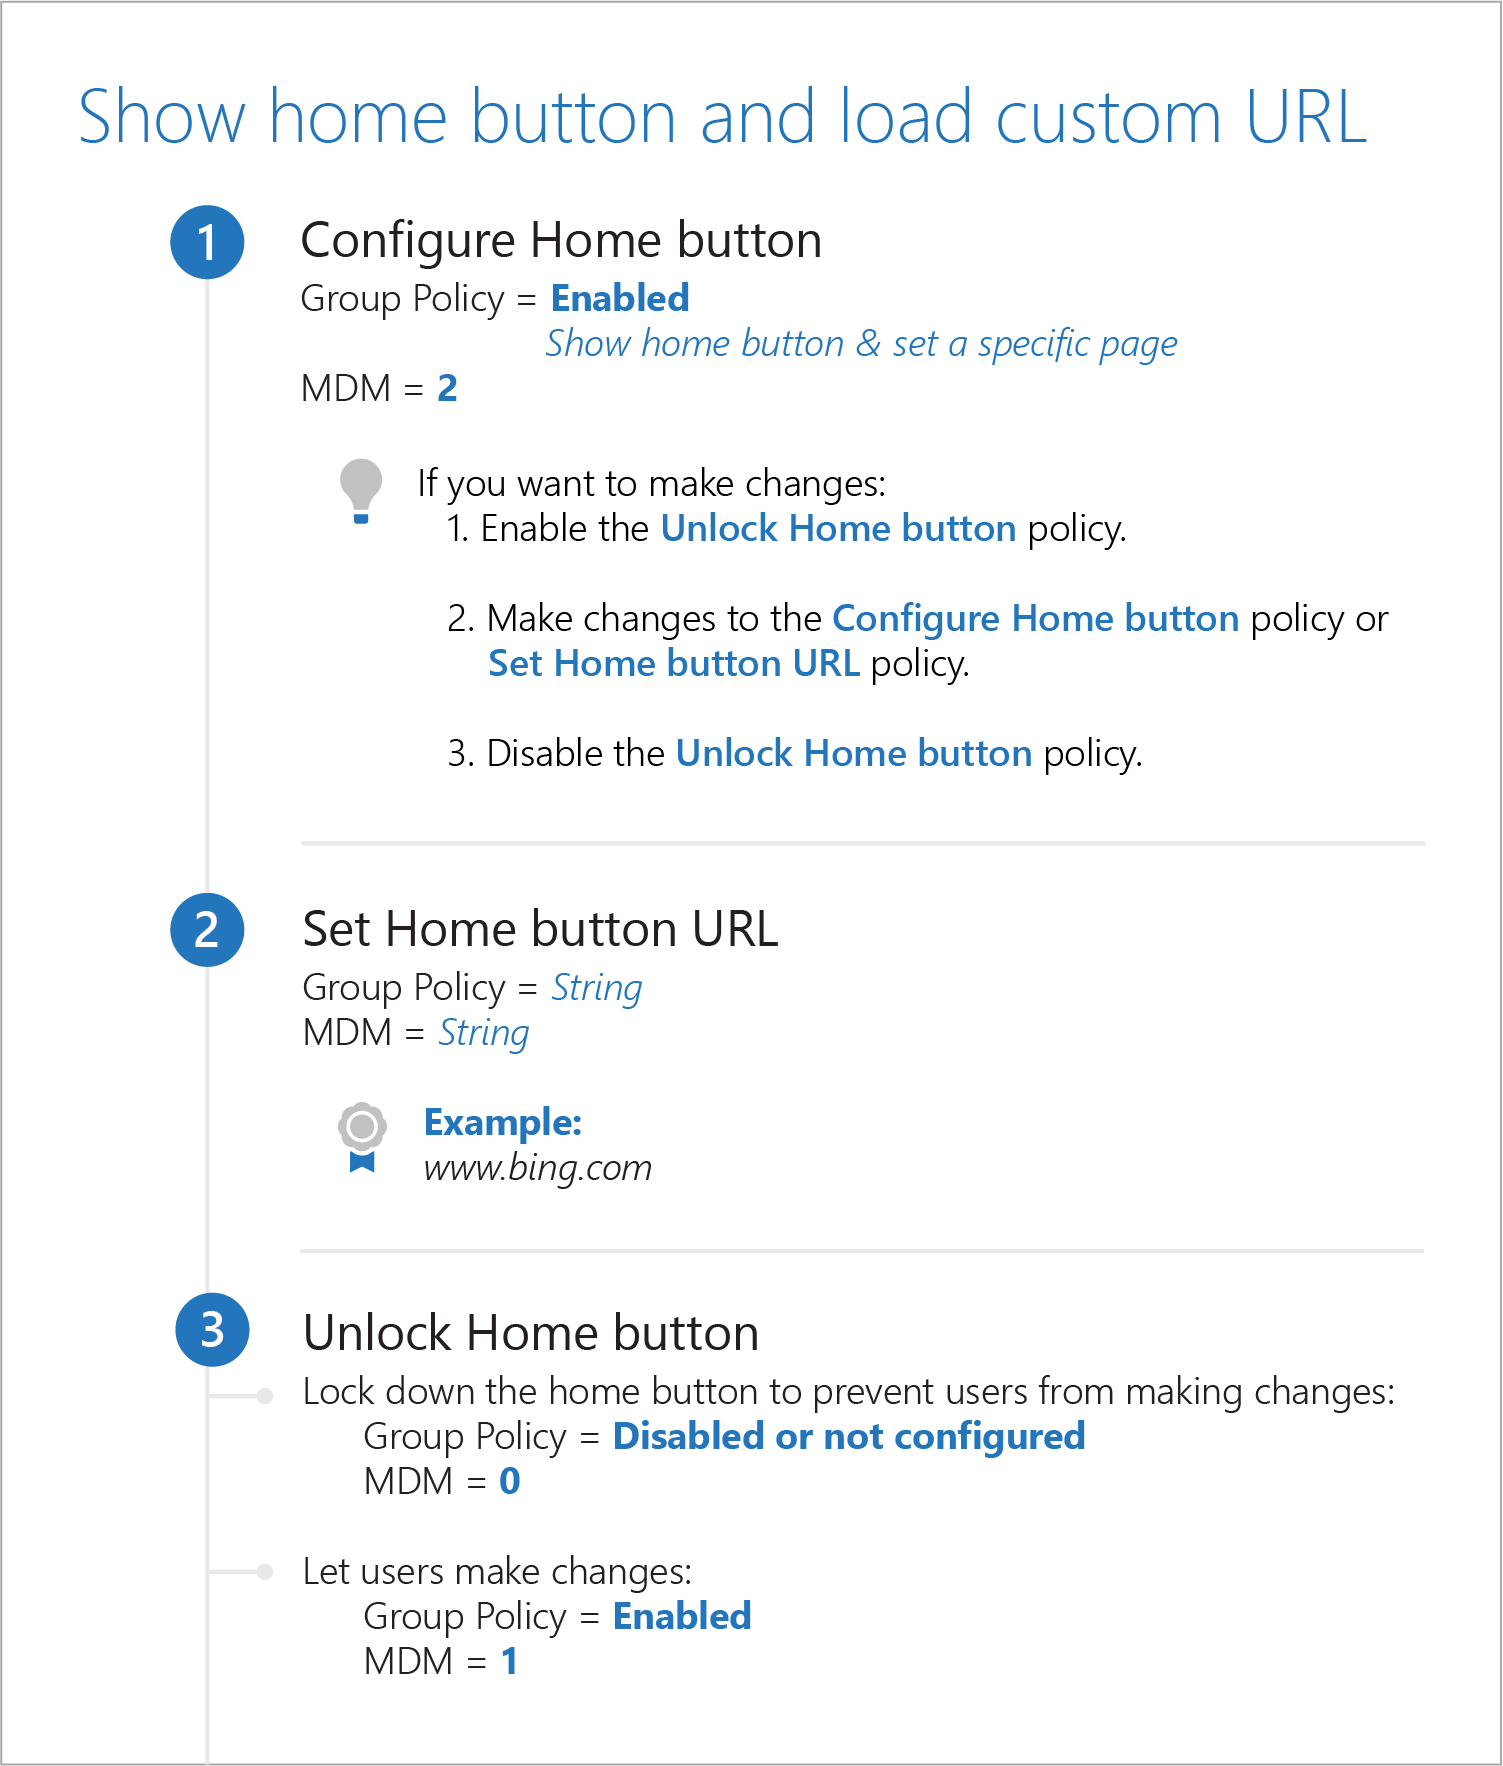 Show home button and load custom URL
1
Configure Home button
Group Policy = Enabled
Show home button & set a specific page
MDM = 2
If you want to make changes:
1. Enable the Unlock Home button policy.
2. Make changes to the Configure Home button policy or
Set Home button URL policy.
3. Disable the Unlock Home button policy.
2
Set Home button URL
Group Policy = String
MDM = String
Example:
www.bing.com
3
Unlock Home button
Lock down the home button to prevent users from making changes:
Group Policy = Disabled or not configured
MDM = 0
Let users make changes:
Group Policy = Enabled
MDM = 1